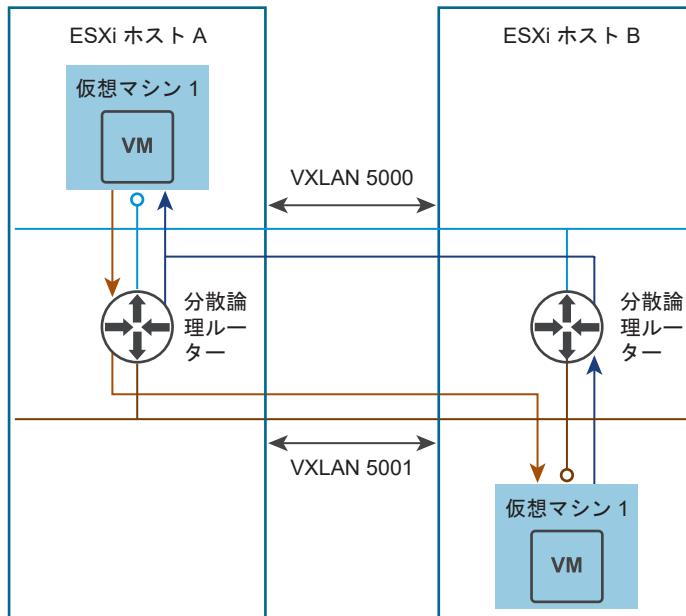 ESXi ホスト A
ESXi ホスト B
仮想マシン 1
VM
VXLAN 5000
分散論
理ルー
ター
分散論
理ルー
ター
VXLAN 5001
仮想マシン 1
VM